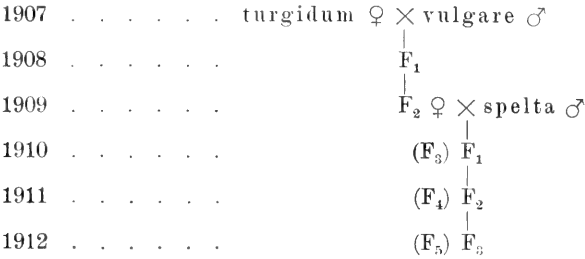 1907 . . . . . . turgidum ♀ × vulgare ♂
1908 . . . . . . F₁
1909 . . . . . . F₂ ♀ × spelta ♂
1910 . . . . . . (F₃) F₁
1911 . . . . . . (F₄) F₂
1912 . . . . . . (F₅) F₃